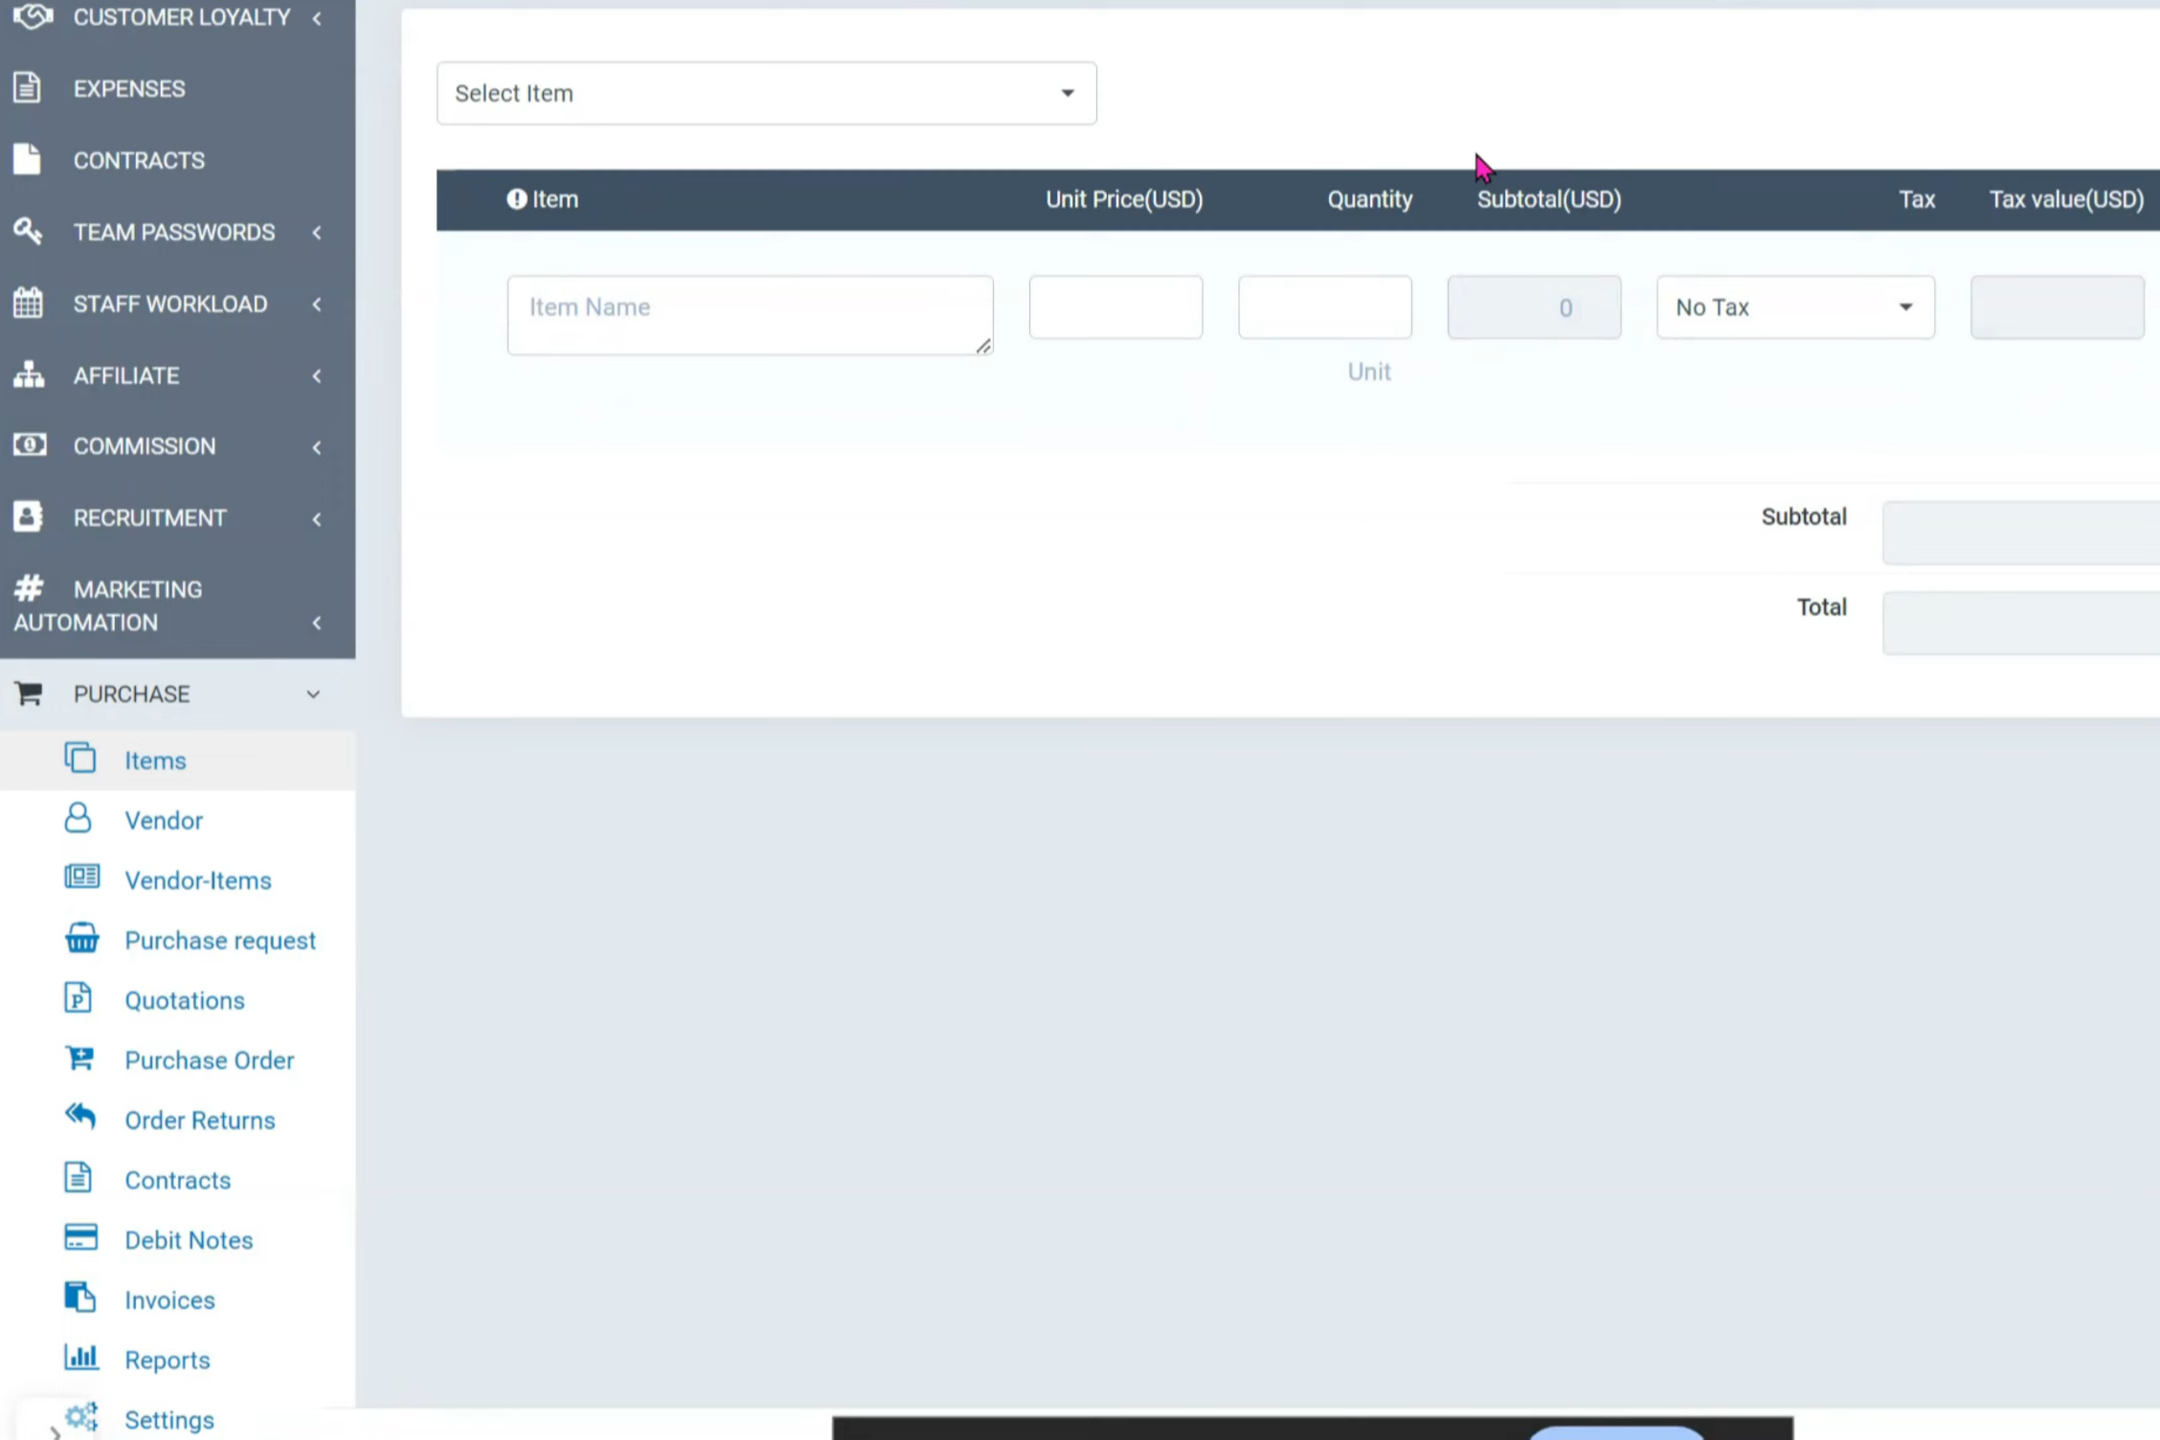 CUSTOMER LOYALTY
EXPENSES
CONTRACTS
TEAM PASSWORDS
STAFF WORKLOAD
AFFILIATE
COMMISSION
RECRUITMENT
MARKETING
AUTOMATION
PURCHASE
Items
Vendor
Vendor-Items
Purchase request
Quotations
Purchase Order
Order Returns
Contracts
Debit Notes
Invoices
Reports
Settings
Select Item
Item Unit Price(USD) Quantity Subtotal(USD) Tax Tax value(USD)
Item Name 0 No Tax
Unit
Subtotal
Total